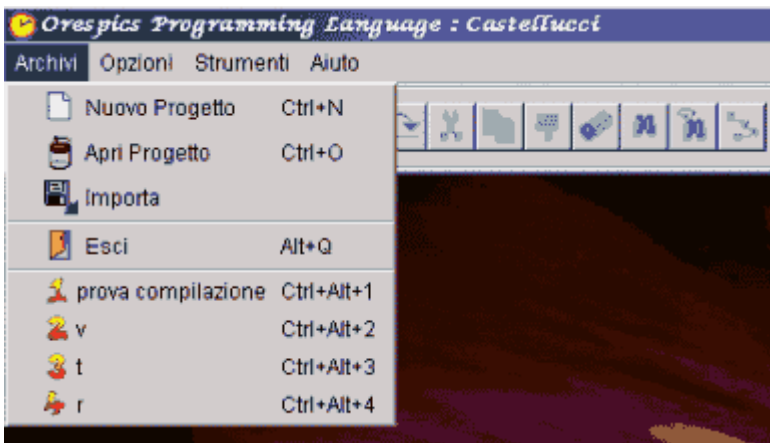 Orespics Programming Language : Castellucci
Archivi Opzioni Strumenti Aiuto
Nuovo Progetto Ctrl+N
Apri Progetto Ctrl+O
Importa
Esci Alt+Q
prova compilazione Ctrl+Alt+1
v Ctrl+Alt+2
t Ctrl+Alt+3
r Ctrl+Alt+4